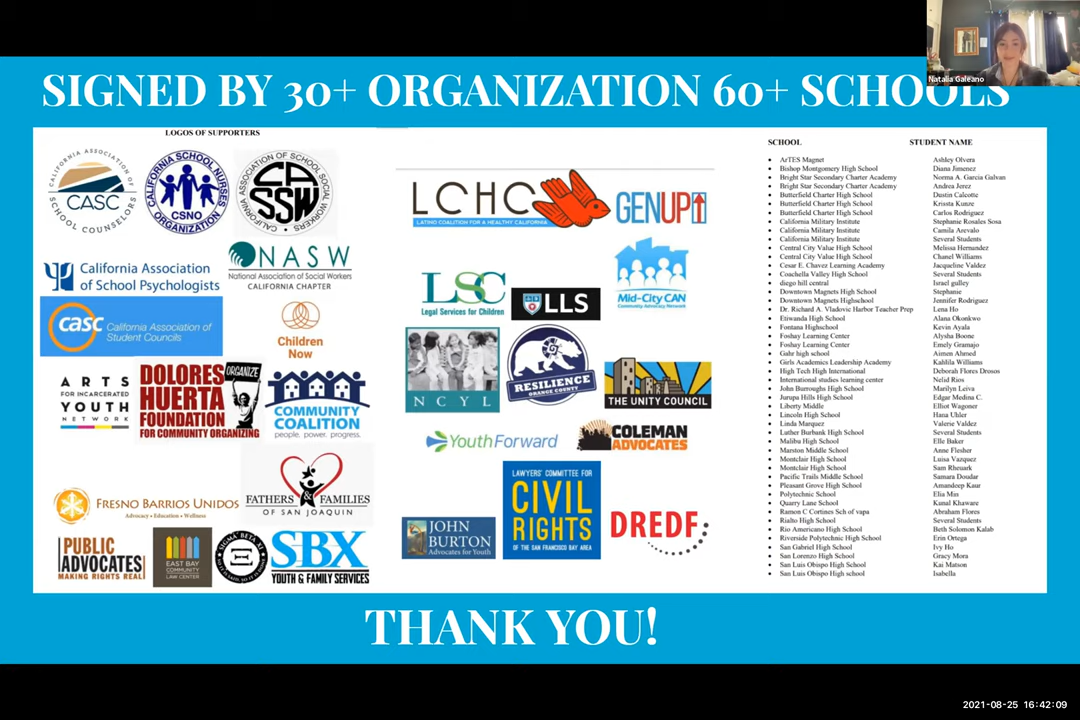 Natalia Galeano
SIGNED BY 30+ ORGANIZATION 60+ SCHOOLS
LOGOS OF SUPPORTERS
CALIFORNIA ASSOCIATION OF
CASC
SCHOOL COUNSELORS
CALIFORNIA SCHOOL NURSES
CSNO
ORGANIZATION
CALIFORNIA ASSOCIATION OF SCHOOL SOCIAL WORKERS
CA
SSW
LCHC
LATINO COALITION FOR A HEALTHY CALIFORNIA
GENUP
California Association
of School Psychologists
NASW
National Association of Social Workers
CALIFORNIA CHAPTER
LSC
Legal Services for Children
LLS
Mid-City CAN
casc California Association of
Student Councils
Children
Now
ARTS
FOR INCARCERATED
YOUTH
NETWORK
DOLORES
HUERTA
FOUNDATION
FOR COMMUNITY ORGANIZING
ORGANIZE
COMMUNITY
COALITION
people. power. progress.
NCYL
RESILIENCE
ORANGE COUNTY
THE UNITY COUNCIL
YouthForward
COLEMAN
ADVOCATES
FRESNO BARRIOS UNIDOS
Advocacy • Education • Wellness
FATHERS & FAMILIES
OF SAN JOAQUIN
LAWYERS' COMMITTEE FOR
CIVIL
RIGHTS
OF THE SAN FRANCISCO BAY AREA
JOHN
BURTON
Advocates for Youth
DREDF
PUBLIC
ADVOCATES
MAKING RIGHTS REAL
EAST BAY
COMMUNITY
LAW CENTER
SIGMA BETA XI
SBX
YOUTH & FAMILY SERVICES
SCHOOL STUDENT NAME
ArTES Magnet Ashley Olvera
Bishop Montgomery High School Diana Jimenez
Bright Star Secondary Charter Academy Norma A. Garcia Galvan
Bright Star Secondary Charter Academy Andrea Jerez
Butterfield Charter High School Dustin Calcotte
Butterfield Charter High School Krissta Kunze
Butterfield Charter High School Carlos Rodriguez
California Military Institute Stephanie Rosales Sosa
California Military Institute Camila Arevalo
California Military Institute Several Students
Central City Value High School Melissa Hernandez
Central City Value High School Chanel Williams
Cesar E. Chavez Learning Academy Jacqueline Valdez
Coachella Valley High School Several Students
diego hill central Israel gulley
Downtown Magnets High School Stephanie
Downtown Magnets Highschool Jennifer Rodriguez
Dr. Richard A. Vladovic Harbor Teacher Prep Lena Ho
Etiwanda High School Alana Okonkwo
Fontana Highschool Kevin Ayala
Foshay Learning Center Alysha Boone
Foshay Learning Center Emely Gramajo
Gahr high school Aimen Ahmed
Girls Academics Leadership Academy Kahlila Williams
High Tech High International Deborah Flores Drosos
International studies learning center Nelid Rios
John Burroughs High School Marilyn Leiva
Jurupa Hills High School Edgar Medina C.
Liberty Middle Elliot Wagoner
Lincoln High School Hana Uhler
Linda Marquez Valerie Valdez
Luther Burbank High School Several Students
Malibu High School Elle Baker
Marston Middle School Anne Flesher
Montclair High School Luisa Vazquez
Montclair High School Sam Rheuark
Pacific Trails Middle School Samara Doudar
Pleasant Grove High School Amandeep Kaur
Polytechnic School Elia Min
Quarry Lane School Kunal Khaware
Ramon C Cortines Sch of vapa Abraham Flores
Rialto High School Several Students
Rio Americano High School Beth Solomon Kalab
Riverside Polytechnic High School Erin Ortega
San Gabriel High School Ivy Ho
San Lorenzo High School Gracy Mora
San Luis Obispo High School Kai Matson
San Luis Obispo High school Isabella
THANK YOU!
2021-08-25 16:42:09